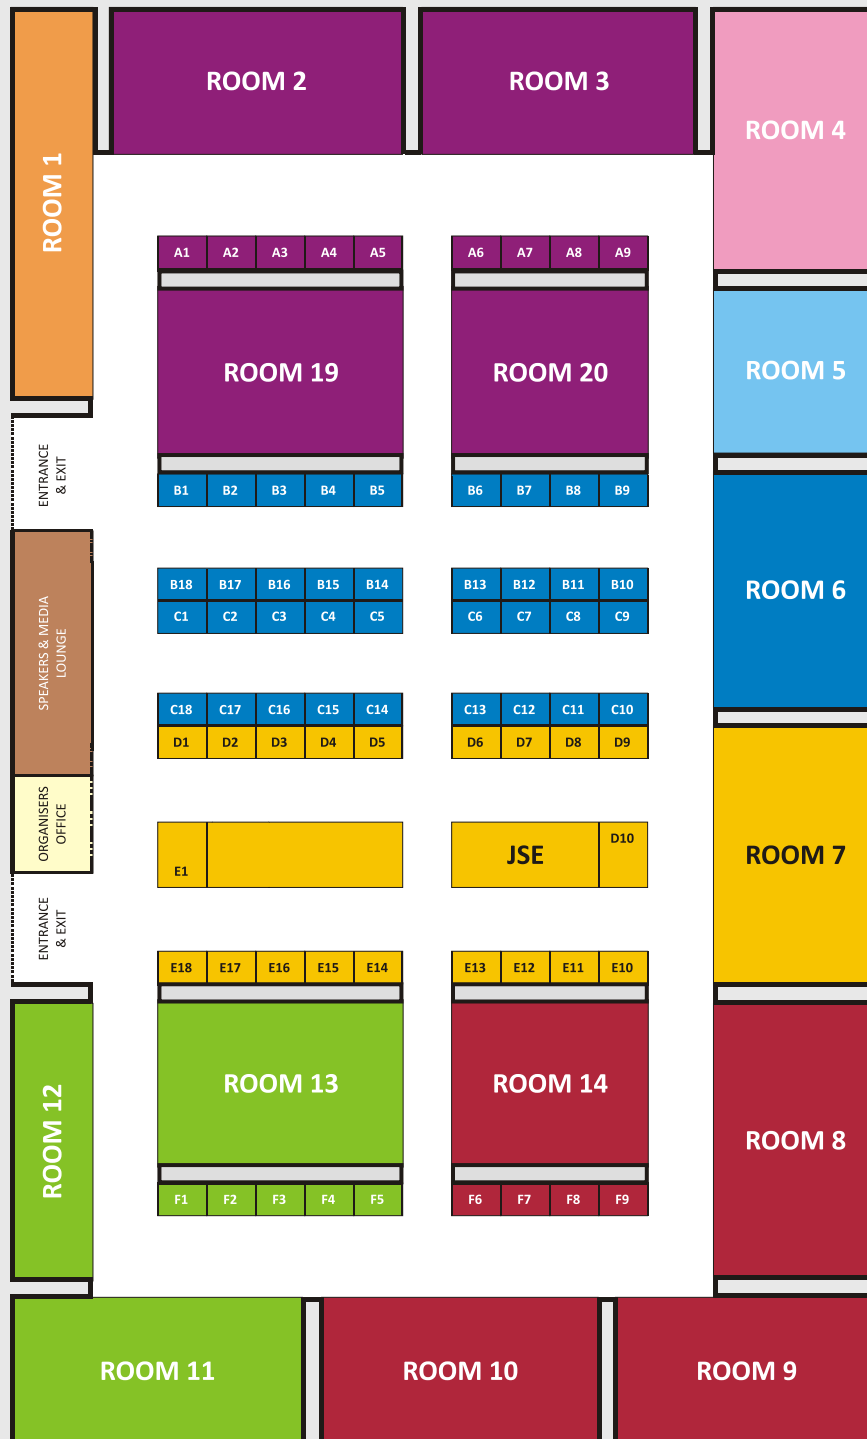 ROOM 2
ROOM 3
ROOM 4
ROOM 1
A1 A2 A3 A4 A5
A6 A7 A8 A9
ROOM 19
ROOM 20
ROOM 5
ENTRANCE
& EXIT
B1 B2 B3 B4 B5
B6 B7 B8 B9
B18 B17 B16 B15 B14
B13 B12 B11 B10
ROOM 6
C1 C2 C3 C4 C5
C6 C7 C8 C9
SPEAKERS & MEDIA
LOUNGE
C18 C17 C16 C15 C14
C13 C12 C11 C10
D1 D2 D3 D4 D5
D6 D7 D8 D9
ORGANISERS
OFFICE
E1
JSE
D10
ROOM 7
ENTRANCE
& EXIT
E18 E17 E16 E15 E14
E13 E12 E11 E10
ROOM 13
ROOM 14
ROOM 12
ROOM 8
F1 F2 F3 F4 F5
F6 F7 F8 F9
ROOM 11
ROOM 10
ROOM 9